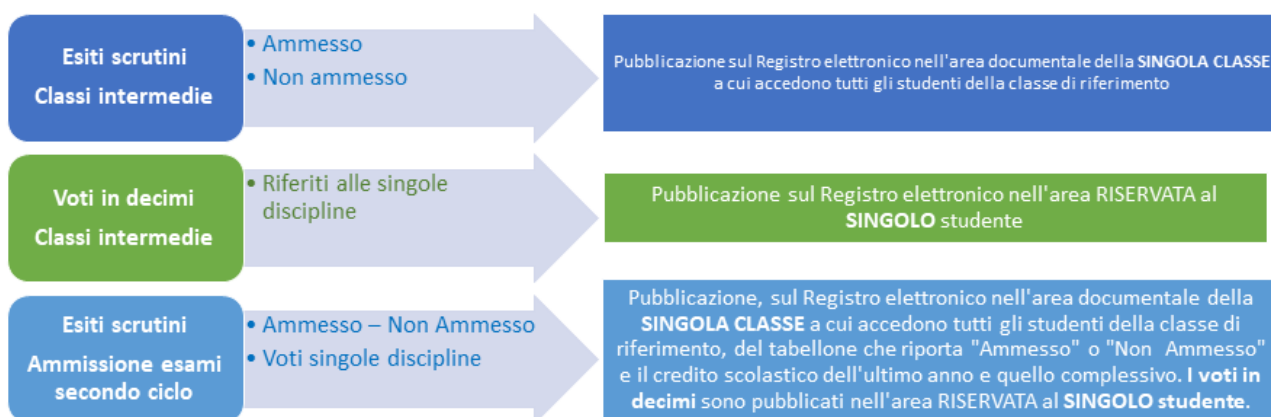 Esiti scrutini
Classi intermedie
• Ammesso
• Non ammesso
Pubblicazione sul Registro elettronico nell'area documentale della SINGOLA CLASSE
a cui accedono tutti gli studenti della classe di riferimento
Voti in decimi
Classi intermedie
• Riferiti alle singole
discipline
Pubblicazione sul Registro elettronico nell'area RISERVATA al
SINGOLO studente
Esiti scrutini
Ammissione esami
secondo ciclo
• Ammesso – Non Ammesso
• Voti singole discipline
Pubblicazione, sul Registro elettronico nell'area documentale della
SINGOLA CLASSE a cui accedono tutti gli studenti della classe di
riferimento, del tabellone che riporta "Ammesso" o "Non Ammesso"
e il credito scolastico dell'ultimo anno e quello complessivo. I voti in
decimi sono pubblicati nell'area RISERVATA al SINGOLO studente.